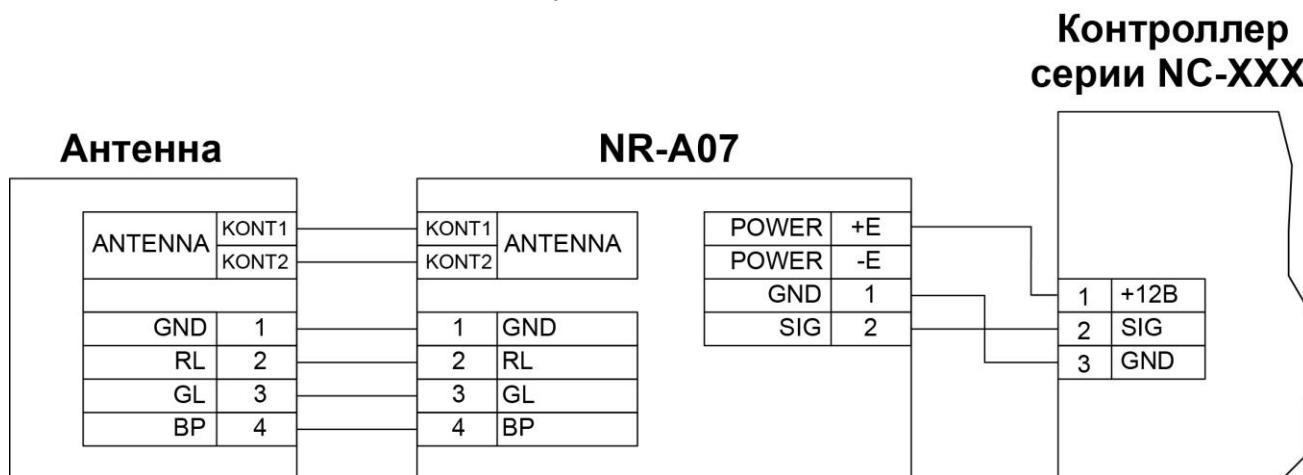 Контроллер
серии NC-XXX
Антенна
NR-A07
ANTENNA KONT1
KONT2
KONT1 ANTENNA
KONT2
POWER +E
POWER -E
GND 1
SIG 2
1 +12В
2 SIG
3 GND
GND 1
RL 2
GL 3
BP 4
1 GND
2 RL
3 GL
4 BP